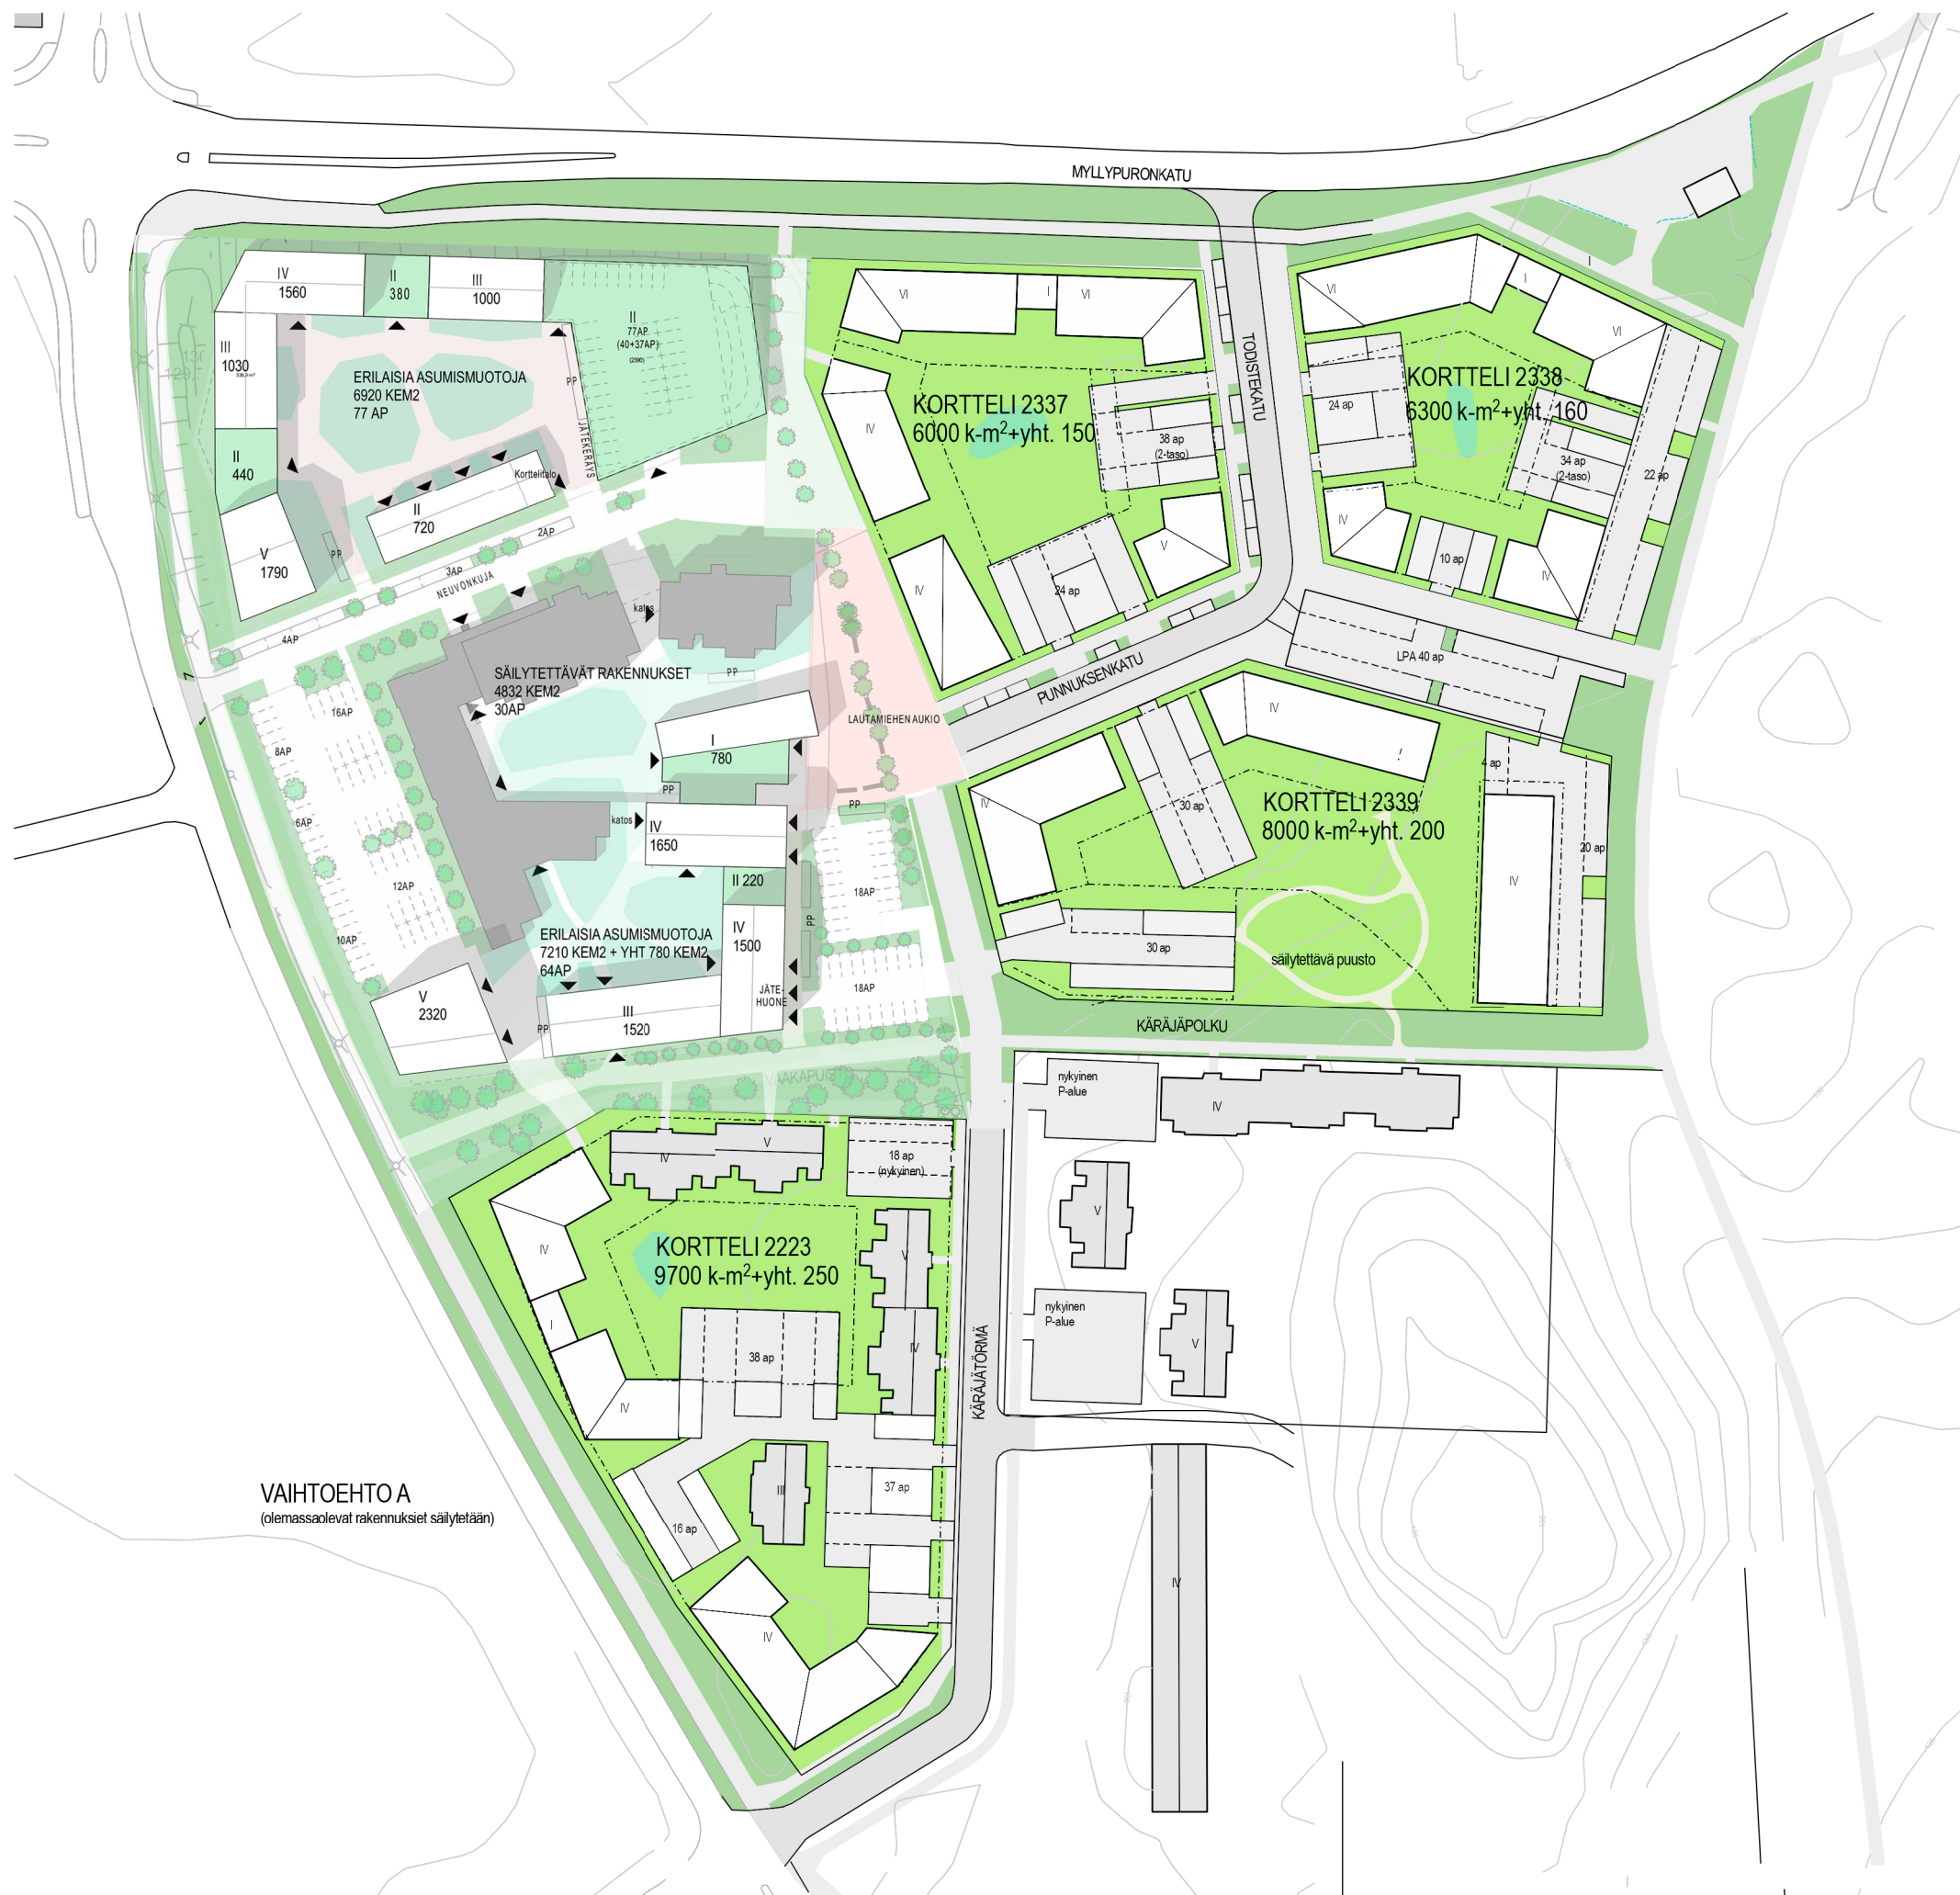 MYLLYPURONKATU
IV
1560
II
380
III
1000
II
77AP
(40+37AP)
(2390)
III
1030
ERILAISIA ASUMISMUOTOJA
6920 KEM2
77 AP
PP
JÄTEKERÄYS
II
440
Korttelitalo
II
720
V
1790
PP
2AP
3AP
NEUVONKUJA
4AP
VI
I
VI
IV
KORTTELI 2337
6000 k-m²+yht. 150
38 ap
(2-taso)
IV
24 ap
V
TODISTEKATU
VI
I
VI
I
KORTTELI 2338
6300 k-m²+yht. 160
24 ap
34 ap
(2-taso)
22 ap
IV
10 ap
IV
LPA 40 ap
PUNNUKSENKATU
katos
SÄILYTETTÄVÄT RAKENNUKSET
4832 KEM2
30AP
PP
LAUTAMIEHEN AUKIO
16AP
8AP
6AP
12AP
10AP
I
780
PP
katos
IV
1650
PP
II 220
18AP
PP
IV
1500
ERILAISIA ASUMISMUOTOJA
7210 KEM2 + YHT 780 KEM2
64AP
JÄTE-
HUONE
18AP
V
2320
PP
III
1520
IV
IV
30 ap
KORTTELI 2339
8000 k-m²+yht. 200
4 ap
20 ap
IV
30 ap
säilytettävä puusto
KÄRÄJÄPOLKU
nykyinen
P-alue
IV
V
nykyinen
P-alue
V
IV
V
18 ap
(nykyinen)
IV
KORTTELI 2223
9700 k-m²+yht. 250
V
IV
I
38 ap
IV
KÄRÄJÄTÖRMÄ
III
37 ap
16 ap
IV
IV
VAIHTOEHTO A
(olemassaolevat rakennukset säilytetään)